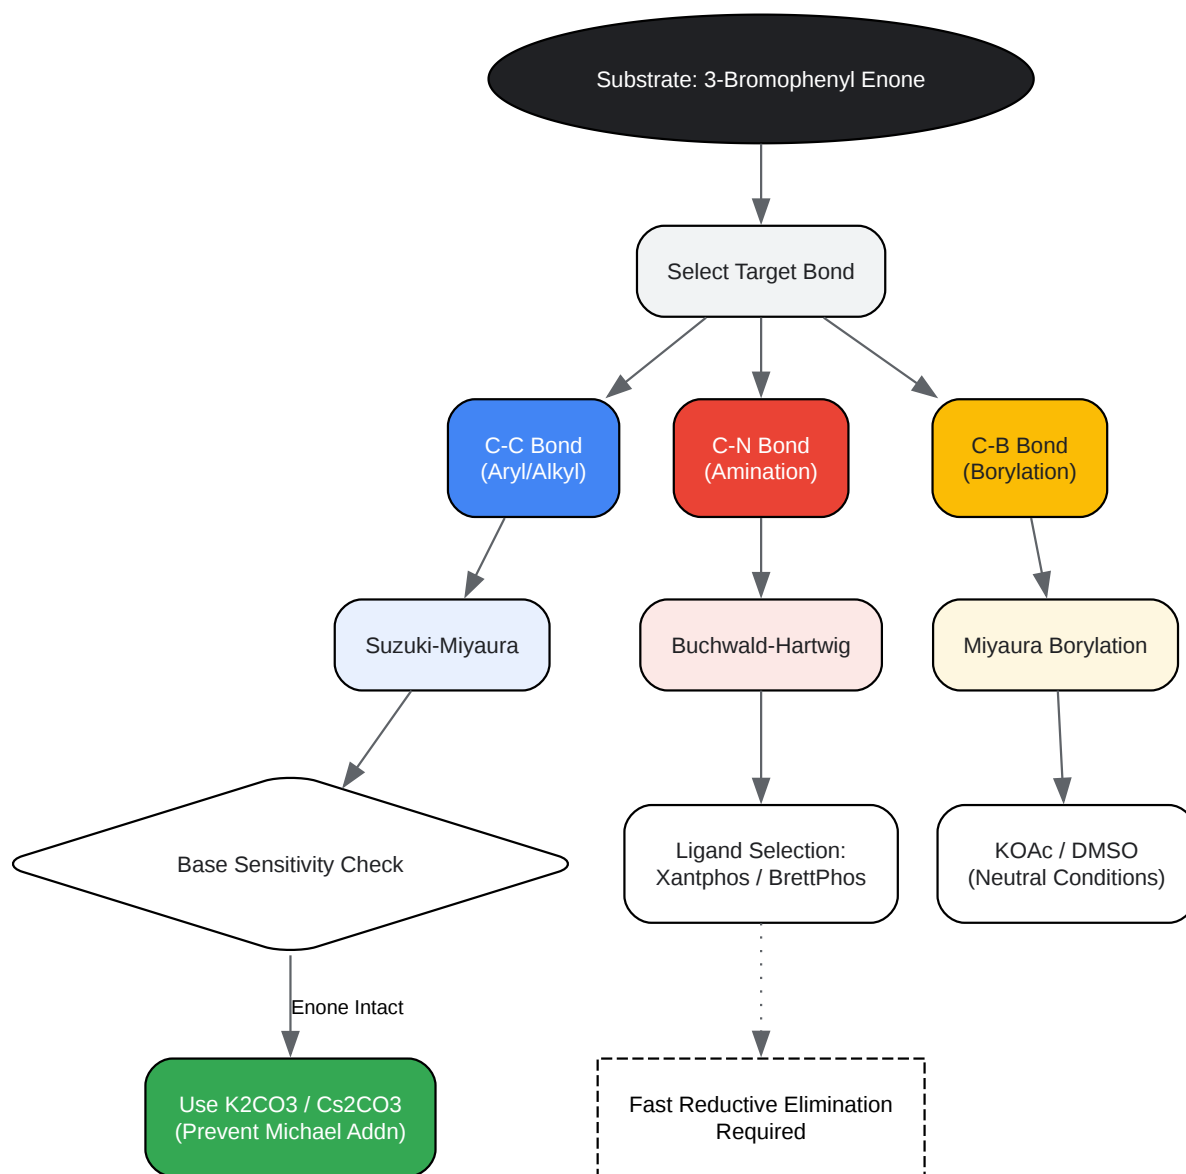 Substrate: 3-Bromophenyl Enone
Select Target Bond
C-C Bond
(Aryl/Alkyl)
C-N Bond
(Amination)
C-B Bond
(Borylation)
Suzuki-Miyaura
Buchwald-Hartwig
Miyaura Borylation
Base Sensitivity Check
Ligand Selection:
Xantphos / BrettPhos
KOAc / DMSO
(Neutral Conditions)
Enone Intact
Use K2CO3 / Cs2CO3
(Prevent Michael Addn)
Fast Reductive Elimination
Required